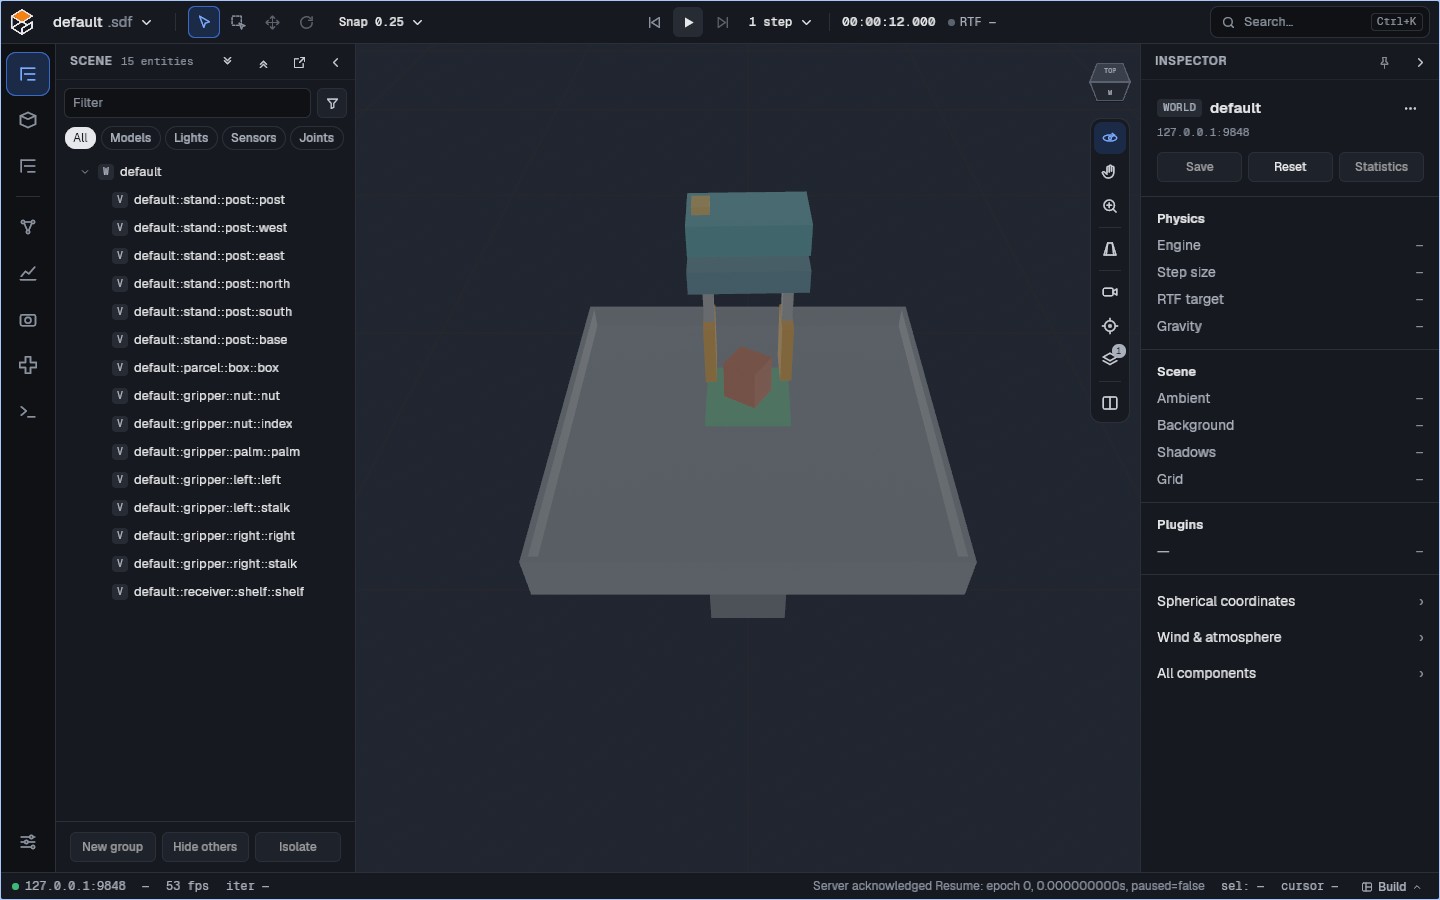 default .sdf
Snap 0.25
1 step
00:00:12.000
RTF –
Search...
Ctrl+K
SCENE 15 entities
Filter
All
Models
Lights
Sensors
Joints
W default
V default::stand::post::post
V default::stand::post::west
V default::stand::post::east
V default::stand::post::north
V default::stand::post::south
V default::stand::post::base
V default::parcel::box::box
V default::gripper::nut::nut
V default::gripper::nut::index
V default::gripper::palm::palm
V default::gripper::left::left
V default::gripper::left::stalk
V default::gripper::right::right
V default::gripper::right::stalk
V default::receiver::shelf::shelf
New group
Hide others
Isolate
TOP
1
INSPECTOR
WORLD default
127.0.0.1:9848
Save
Reset
Statistics
Physics
Engine –
Step size –
RTF target –
Gravity –
Scene
Ambient –
Background –
Shadows –
Grid –
Plugins
— –
Spherical coordinates
Wind & atmosphere
All components
127.0.0.1:9848 – 53 fps iter –
Server acknowledged Resume: epoch 0, 0.000000000s, paused=false
sel: –
cursor –
Build